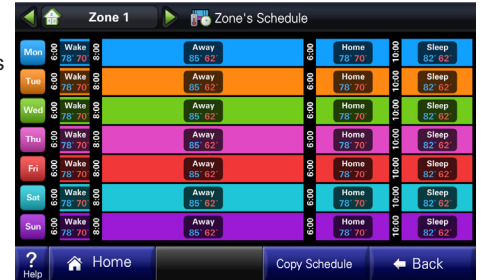 Zone 1 Zone's Schedule
s
Mon 6:00 Wake 78° 70° 8:00 Away 85° 62° 6:00 Home 78° 70° 10:00 Sleep 82° 62°
Tue 6:00 Wake 78° 70° 8:00 Away 85° 62° 6:00 Home 78° 70° 10:00 Sleep 82° 62°
Wed 6:00 Wake 78° 70° 8:00 Away 85° 62° 6:00 Home 78° 70° 10:00 Sleep 82° 62°
Thu 6:00 Wake 78° 70° 8:00 Away 85° 62° 6:00 Home 78° 70° 10:00 Sleep 82° 62°
Fri 6:00 Wake 78° 70° 8:00 Away 85° 62° 6:00 Home 78° 70° 10:00 Sleep 82° 62°
Sat 6:00 Wake 78° 70° 8:00 Away 85° 62° 6:00 Home 78° 70° 10:00 Sleep 82° 62°
Sun 6:00 Wake 78° 70° 8:00 Away 85° 62° 6:00 Home 78° 70° 10:00 Sleep 82° 62°
? Help Home Copy Schedule Back